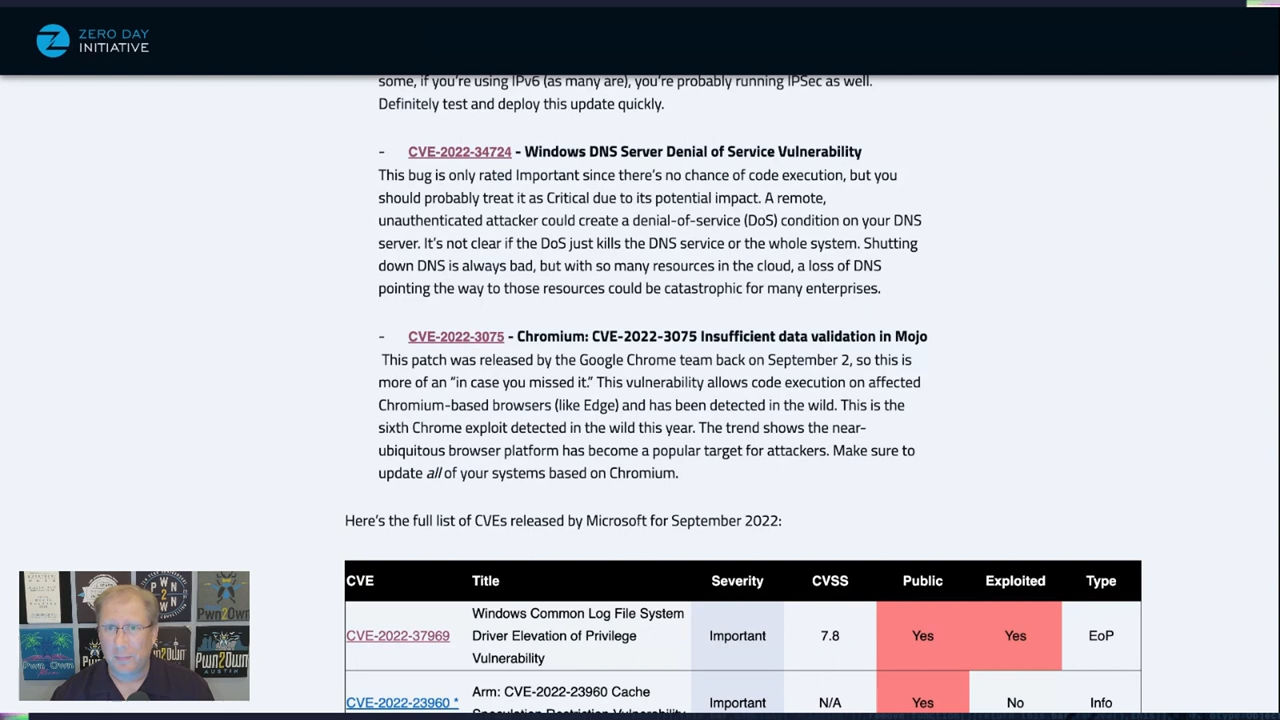 ZERO DAY
INITIATIVE
some, if you're using IPv6 (as many are), you're probably running IPSec as well.
Definitely test and deploy this update quickly.
- CVE-2022-34724 - Windows DNS Server Denial of Service Vulnerability
This bug is only rated Important since there's no chance of code execution, but you
should probably treat it as Critical due to its potential impact. A remote,
unauthenticated attacker could create a denial-of-service (DoS) condition on your DNS
server. It's not clear if the DoS just kills the DNS service or the whole system. Shutting
down DNS is always bad, but with so many resources in the cloud, a loss of DNS
pointing the way to those resources could be catastrophic for many enterprises.
- CVE-2022-3075 - Chromium: CVE-2022-3075 Insufficient data validation in Mojo
This patch was released by the Google Chrome team back on September 2, so this is
more of an “in case you missed it.” This vulnerability allows code execution on affected
Chromium-based browsers (like Edge) and has been detected in the wild. This is the
sixth Chrome exploit detected in the wild this year. The trend shows the near-
ubiquitous browser platform has become a popular target for attackers. Make sure to
update all of your systems based on Chromium.
Here's the full list of CVEs released by Microsoft for September 2022:
CVE Title Severity CVSS Public Exploited Type
Windows Common Log File System
CVE-2022-37969 Driver Elevation of Privilege Important 7.8 Yes Yes EoP
Vulnerability
Arm: CVE-2022-23960 Cache
CVE-2022-23960 * Important N/A Yes No Info
Speculation Restriction Vulnerability
Pwn2Own
AUSTIN